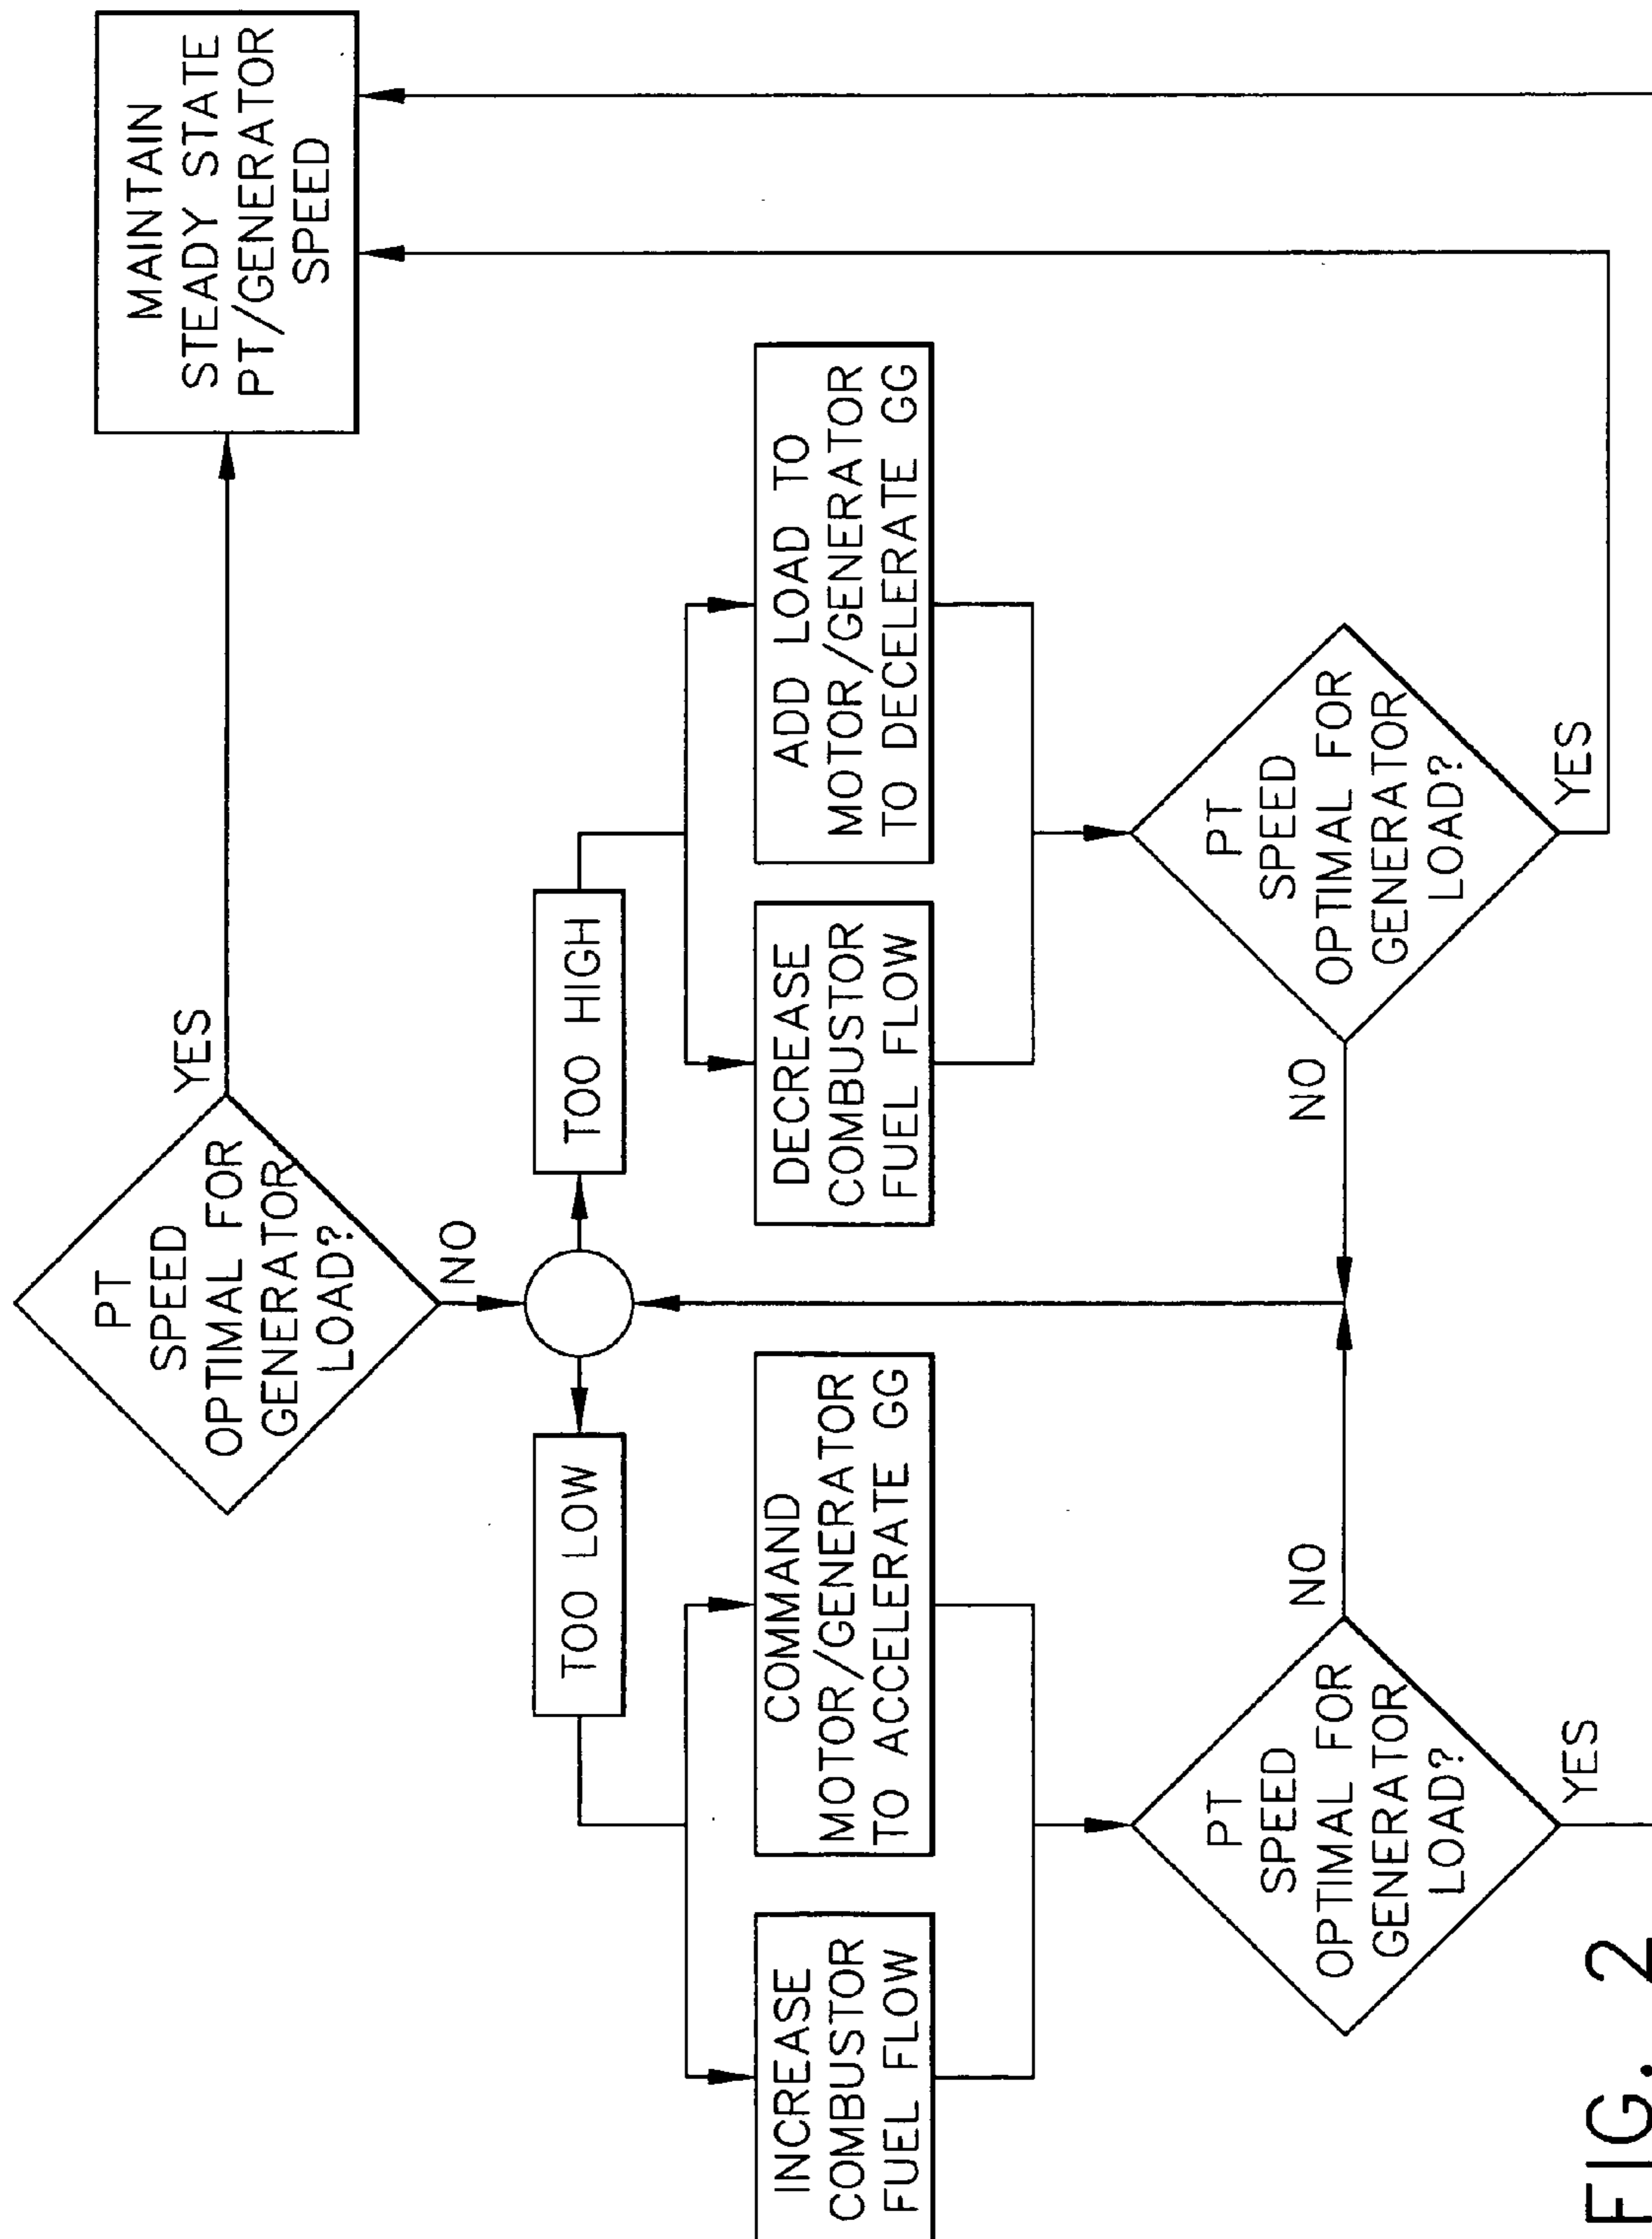 PT
SPEED
OPTIMAL FOR
GENERATOR
LOAD?
YES
MAINTAIN
STEADY STATE
PT/GENERATOR
SPEED
NO
TOO LOW
TOO HIGH
INCREASE
COMBUSTOR
FUEL FLOW
COMMAND
MOTOR/GENERATOR
TO ACCELERATE GG
DECREASE
COMBUSTOR
FUEL FLOW
ADD LOAD TO
MOTOR/GENERATOR
TO DECELERATE GG
PT
SPEED
OPTIMAL FOR
GENERATOR
LOAD?
NO
YES
PT
SPEED
OPTIMAL FOR
GENERATOR
LOAD?
NO
YES
FIG. 2